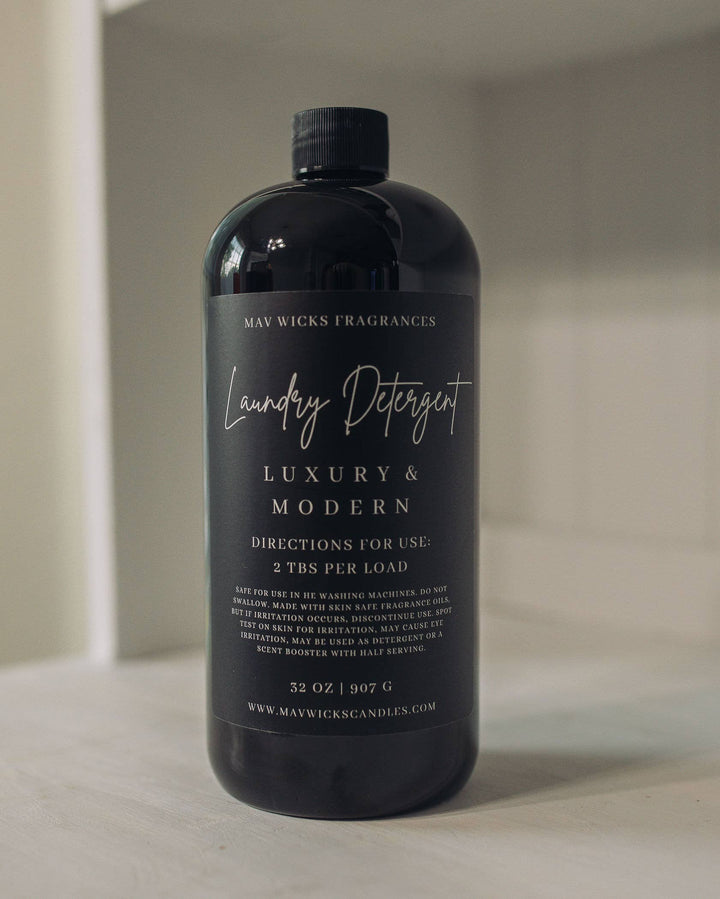 MAV WICKS FRAGRANCES
Laundry Detergent
LUXURY &
MODERN
DIRECTIONS FOR USE:
2 TBS PER LOAD
SAFE FOR USE IN HE WASHING MACHINES. DO NOT
SWALLOW. MADE WITH SKIN SAFE FRAGRANCE OILS,
BUT IF IRRITATION OCCURS, DISCONTINUE USE. SPOT
TEST ON SKIN FOR IRRITATION, MAY CAUSE EYE
IRRITATION, MAY BE USED AS DETERGENT OR A
SCENT BOOSTER WITH HALF SERVING.
32 OZ | 907 G
WWW.MAVWICKSCANDLES.COM